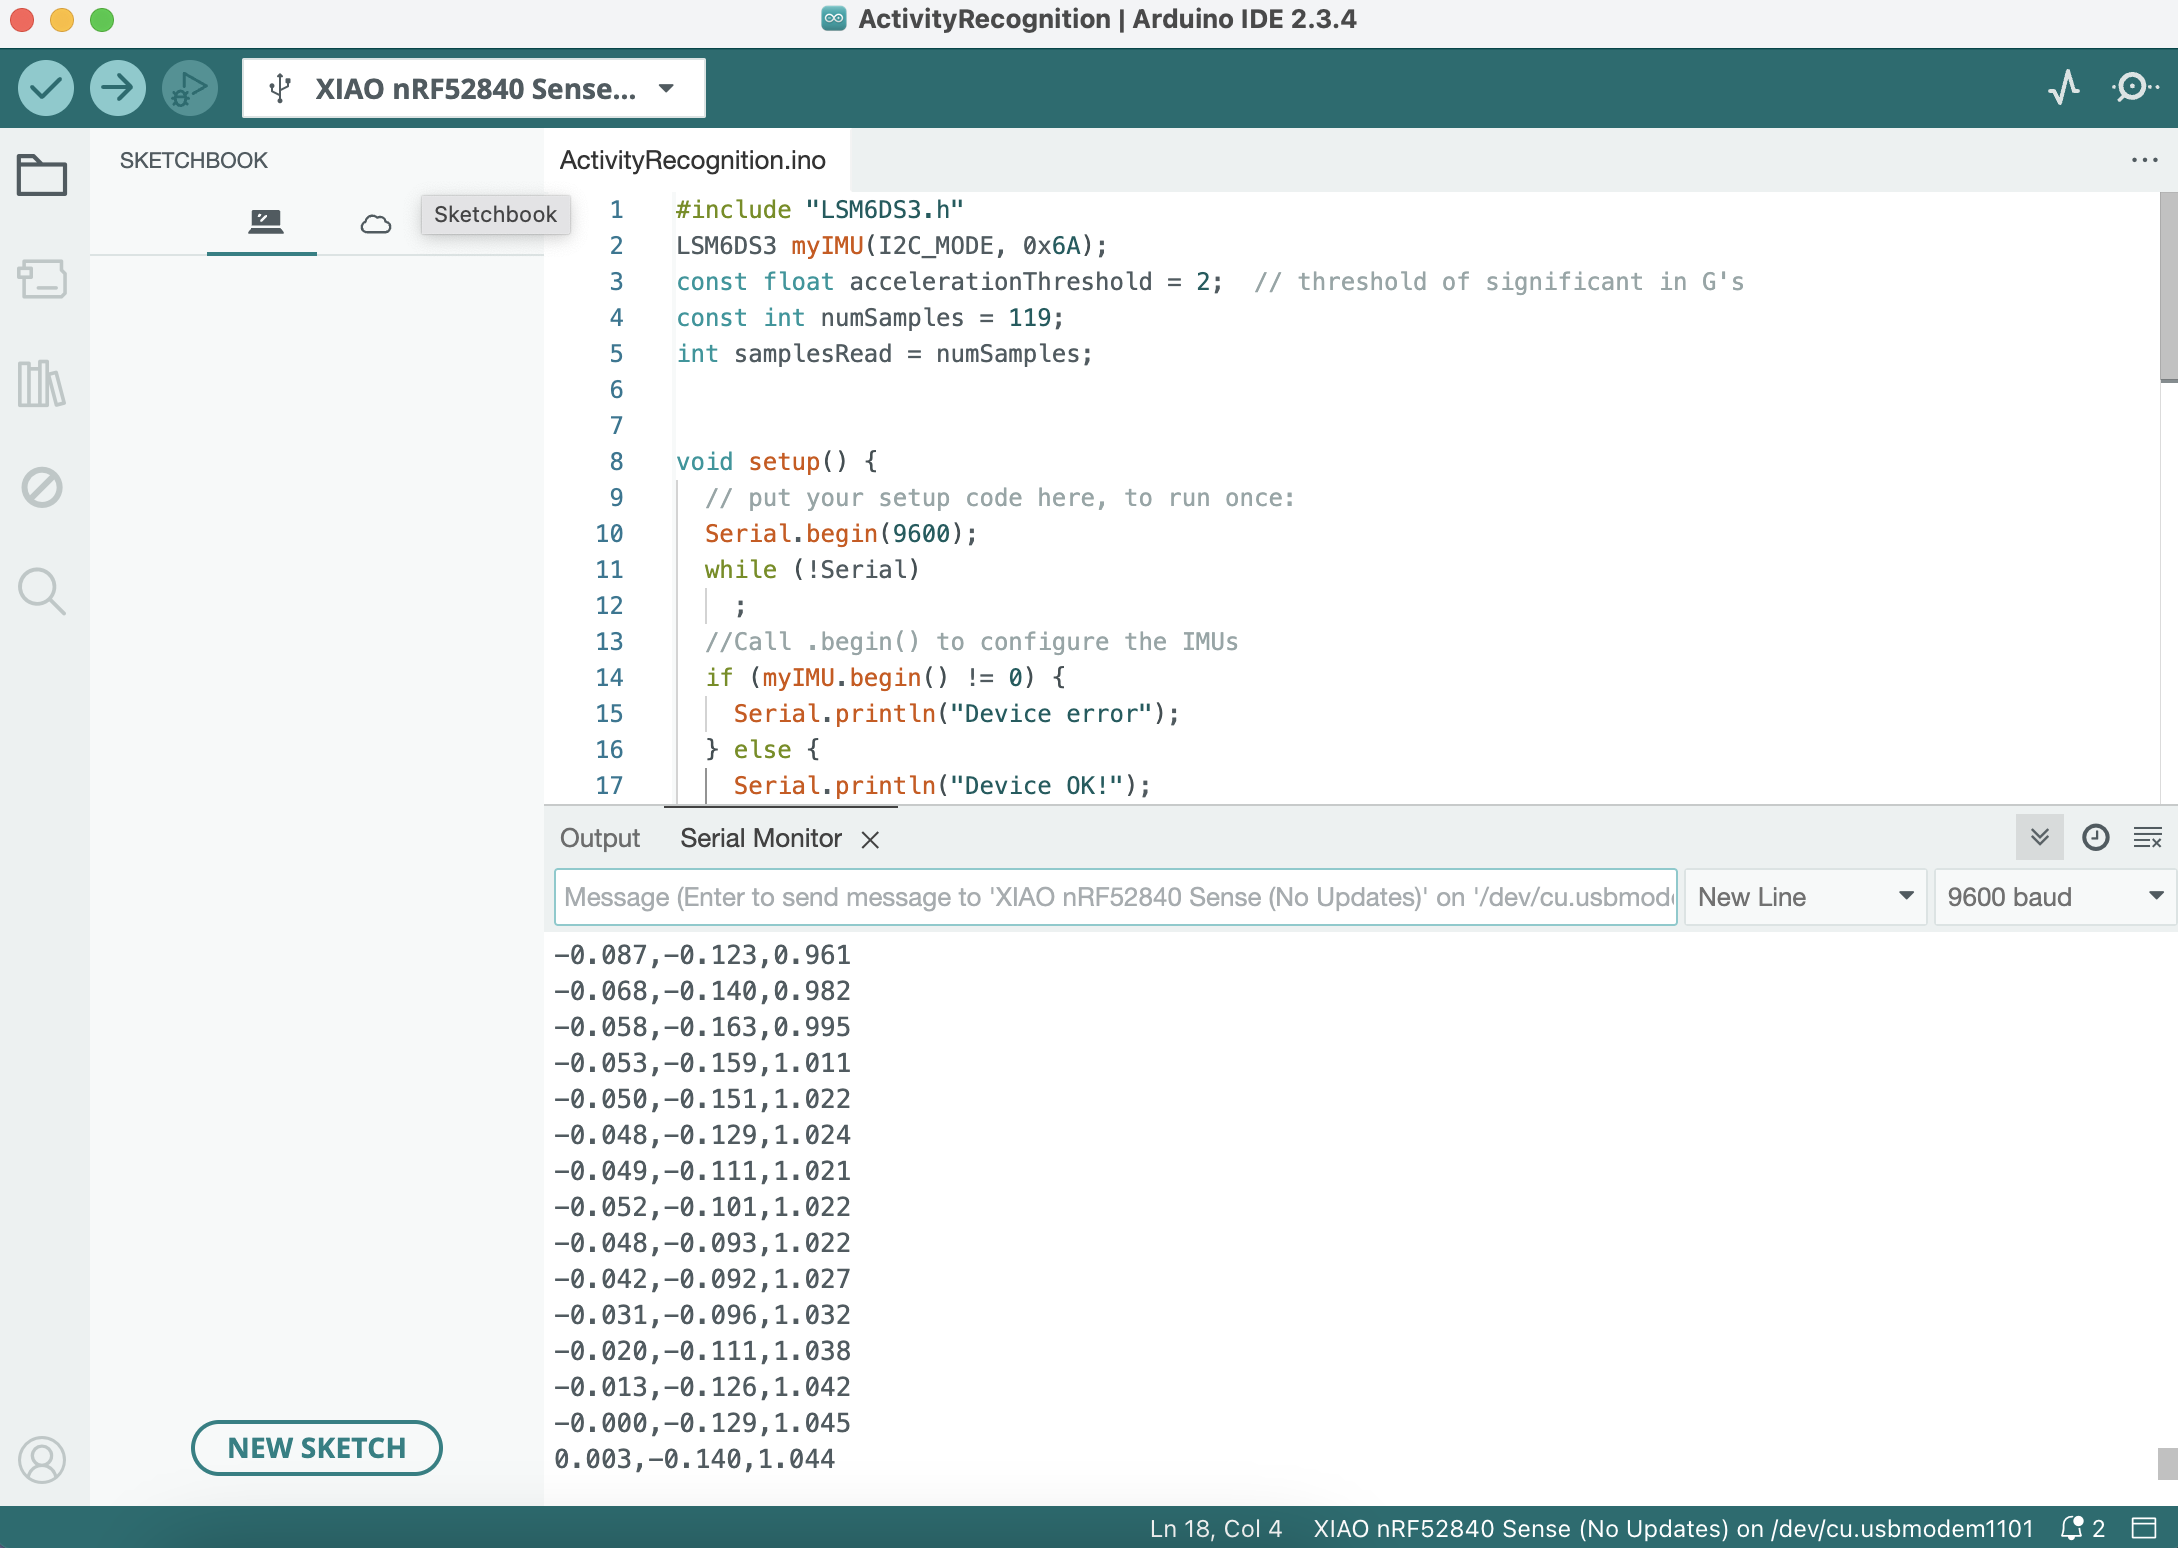 ActivityRecognition | Arduino IDE 2.3.4
XIAO nRF52840 Sense...
SKETCHBOOK
Sketchbook
ActivityRecognition.ino
1 #include "LSM6DS3.h"
2 LSM6DS3 myIMU(I2C_MODE, 0x6A);
3 const float accelerationThreshold = 2;  // threshold of significant in G's
4 const int numSamples = 119;
5 int samplesRead = numSamples;
6
7
8 void setup() {
9 // put your setup code here, to run once:
10 Serial.begin(9600);
11 while (!Serial)
12 ;
13 //Call .begin() to configure the IMUs
14 if (myIMU.begin() != 0) {
15 Serial.println("Device error");
16 } else {
17 Serial.println("Device OK!");
Output Serial Monitor
Message (Enter to send message to 'XIAO nRF52840 Sense (No Updates)' on '/dev/cu.usbmod
New Line
9600 baud
-0.087,-0.123,0.961
-0.068,-0.140,0.982
-0.058,-0.163,0.995
-0.053,-0.159,1.011
-0.050,-0.151,1.022
-0.048,-0.129,1.024
-0.049,-0.111,1.021
-0.052,-0.101,1.022
-0.048,-0.093,1.022
-0.042,-0.092,1.027
-0.031,-0.096,1.032
-0.020,-0.111,1.038
-0.013,-0.126,1.042
-0.000,-0.129,1.045
0.003,-0.140,1.044
NEW SKETCH
Ln 18, Col 4 XIAO nRF52840 Sense (No Updates) on /dev/cu.usbmodem1101 2